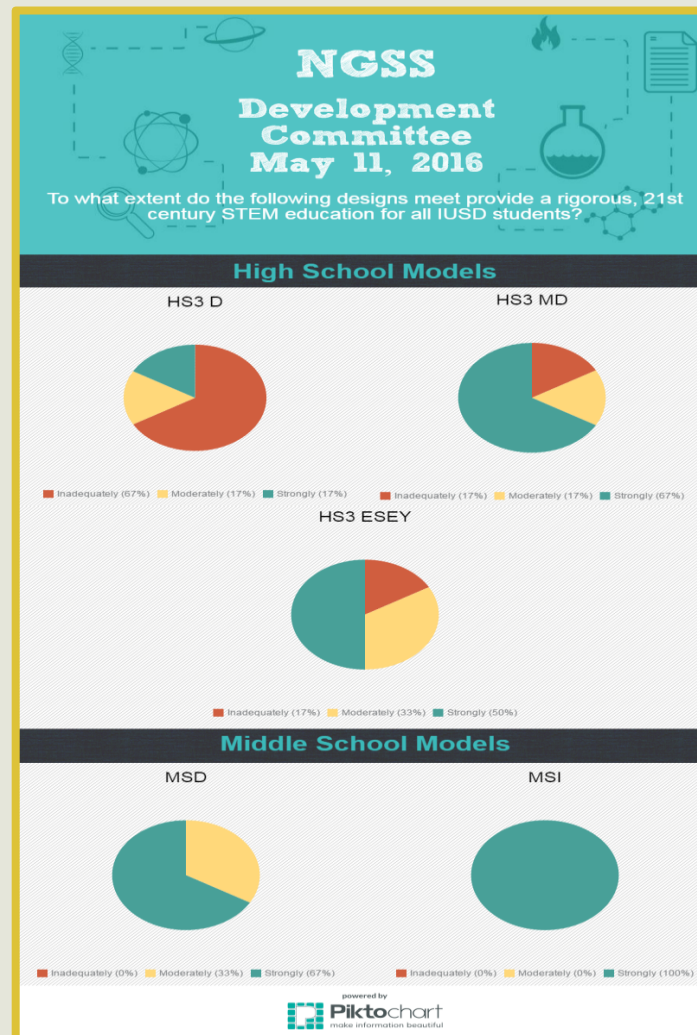 NGSS
Development
Committee
May 11, 2016
To what extent do the following designs meet provide a rigorous, 21st
century STEM education for all IUSD students?
High School Models
HS3 D
Inadequately (67%) Moderately (17%) Strongly (17%)
HS3 MD
Inadequately (17%) Moderately (17%) Strongly (67%)
HS3 ESEY
Inadequately (17%) Moderately (33%) Strongly (50%)
Middle School Models
MSD
Inadequately (0%) Moderately (33%) Strongly (67%)
MSI
Inadequately (0%) Moderately (0%) Strongly (100%)
powered by
Piktochart
make information beautiful